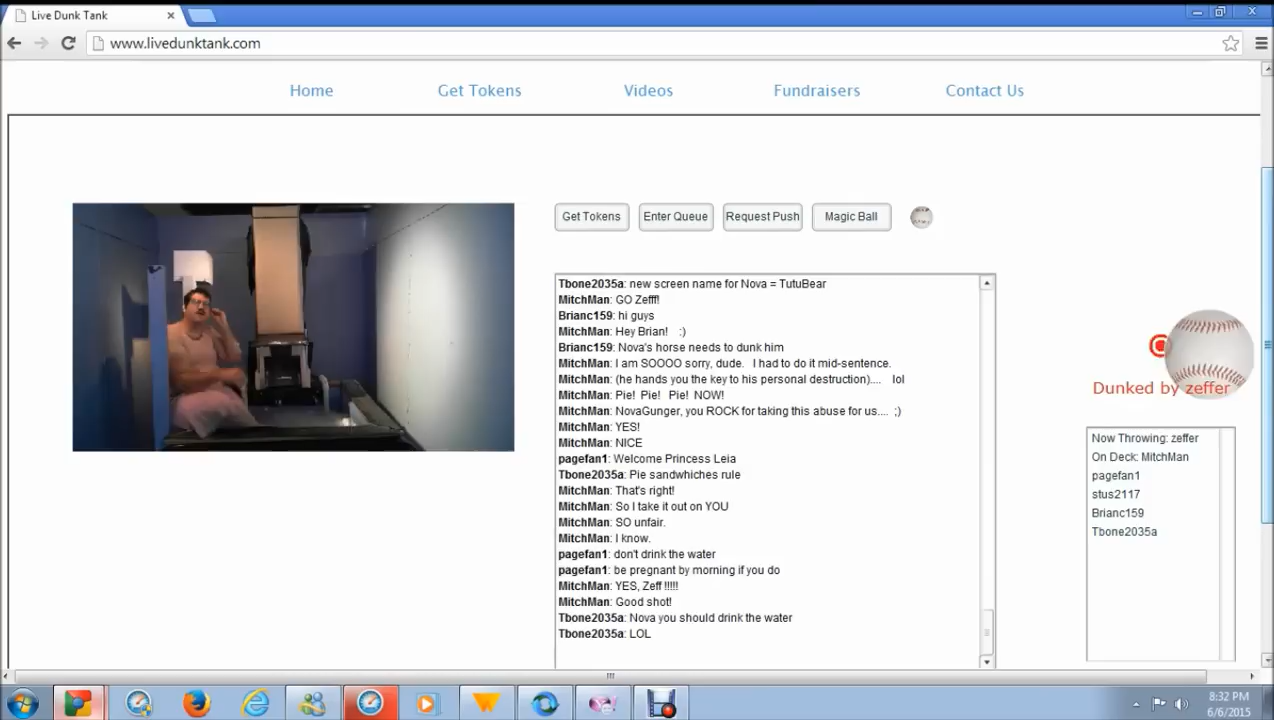 Live Dunk Tank
www.livedunktank.com
Home Get Tokens Videos Fundraisers Contact Us
Get Tokens Enter Queue Request Push Magic Ball
Tbone2035a: new screen name for Nova = TutuBear
MitchMan: GO Zefff!
Brianc159: hi guys
MitchMan: Hey Brian! :)
Brianc159: Nova's horse needs to dunk him
MitchMan: I am SOOOO sorry, dude. I had to do it mid-sentence.
MitchMan: (he hands you the key to his personal destruction).... lol
MitchMan: Pie! Pie! Pie! NOW!
MitchMan: NovaGunger, you ROCK for taking this abuse for us.... ;)
MitchMan: YES!
MitchMan: NICE
pagefan1: Welcome Princess Leia
Tbone2035a: Pie sandwhiches rule
MitchMan: That's right!
MitchMan: So I take it out on YOU
MitchMan: SO unfair.
MitchMan: I know.
pagefan1: don't drink the water
pagefan1: be pregnant by morning if you do
MitchMan: YES, Zeff !!!!!
MitchMan: Good shot!
Tbone2035a: Nova you should drink the water
Tbone2035a: LOL
Dunked by zeffer
Now Throwing: zeffer
On Deck: MitchMan
pagefan1
stus2117
Brianc159
Tbone2035a
8:32 PM
6/6/2015